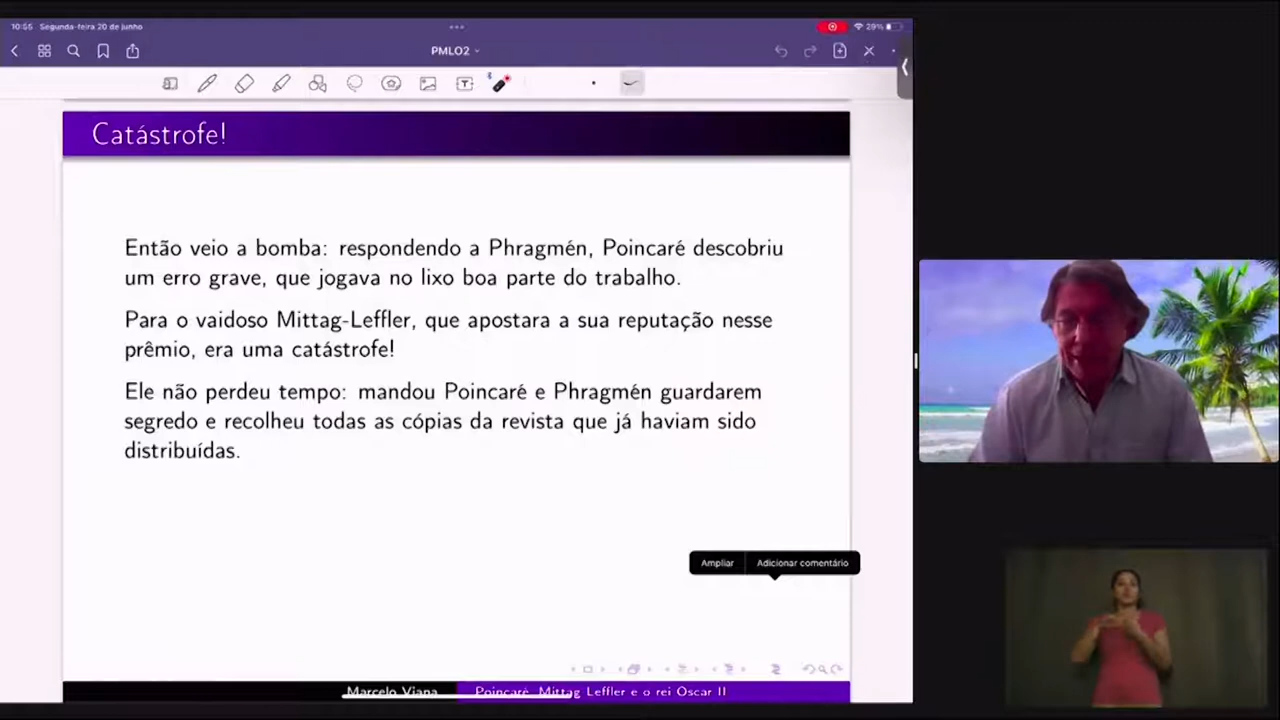 10:55 Segunda-feira 20 de junho
29%
PMLO2
Catástrofe!
Então veio a bomba: respondendo a Phragmén, Poincaré descobriu
um erro grave, que jogava no lixo boa parte do trabalho.
Para o vaidoso Mittag-Leffler, que apostara a sua reputação nesse
prêmio, era uma catástrofe!
Ele não perdeu tempo: mandou Poincaré e Phragmén guardarem
segredo e recolheu todas as cópias da revista que já haviam sido
distribuídas.
Ampliar Adicionar comentário
Marcelo Viana Poincaré, Mittag Leffler e o rei Oscar II